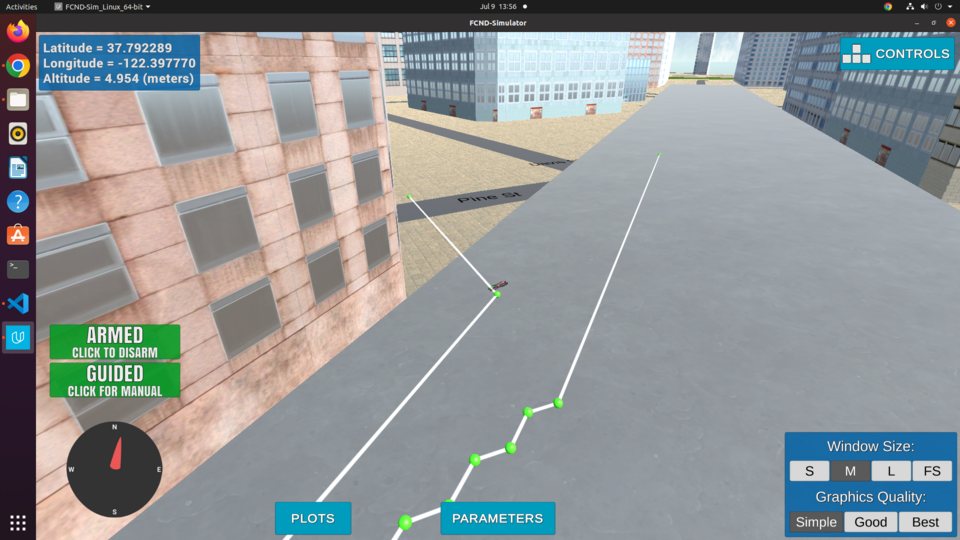 Activities
FCND-Sim_Linux_64-bit
Jul 9 13:56
FCND-Simulator
Latitude = 37.792289
Longitude = -122.397770
Altitude = 4.954 (meters)
CONTROLS
Pine St
ARMED
CLICK TO DISARM
GUIDED
CLICK FOR MANUAL
N
W
E
S
PLOTS
PARAMETERS
Window Size:
S M L FS
Graphics Quality:
Simple Good Best